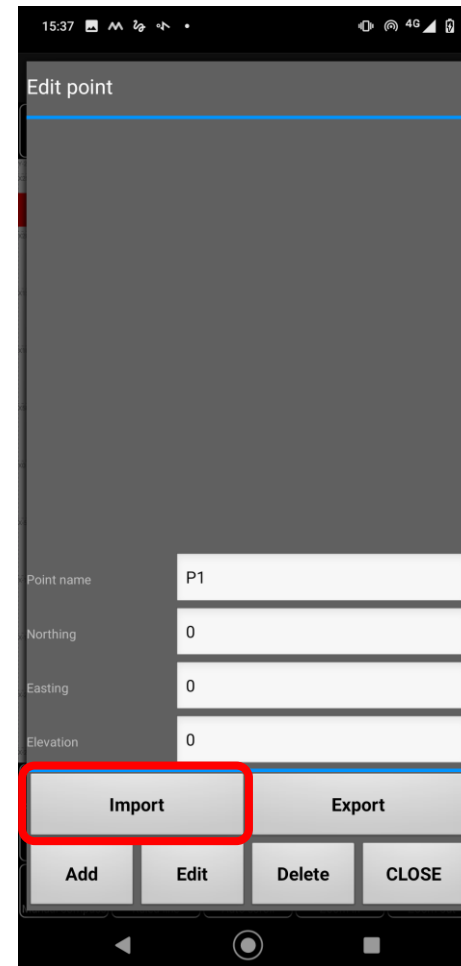 15:37 4G
Edit point
Point name P1
Northing 0
Easting 0
Elevation 0
Import Export
Add Edit Delete CLOSE